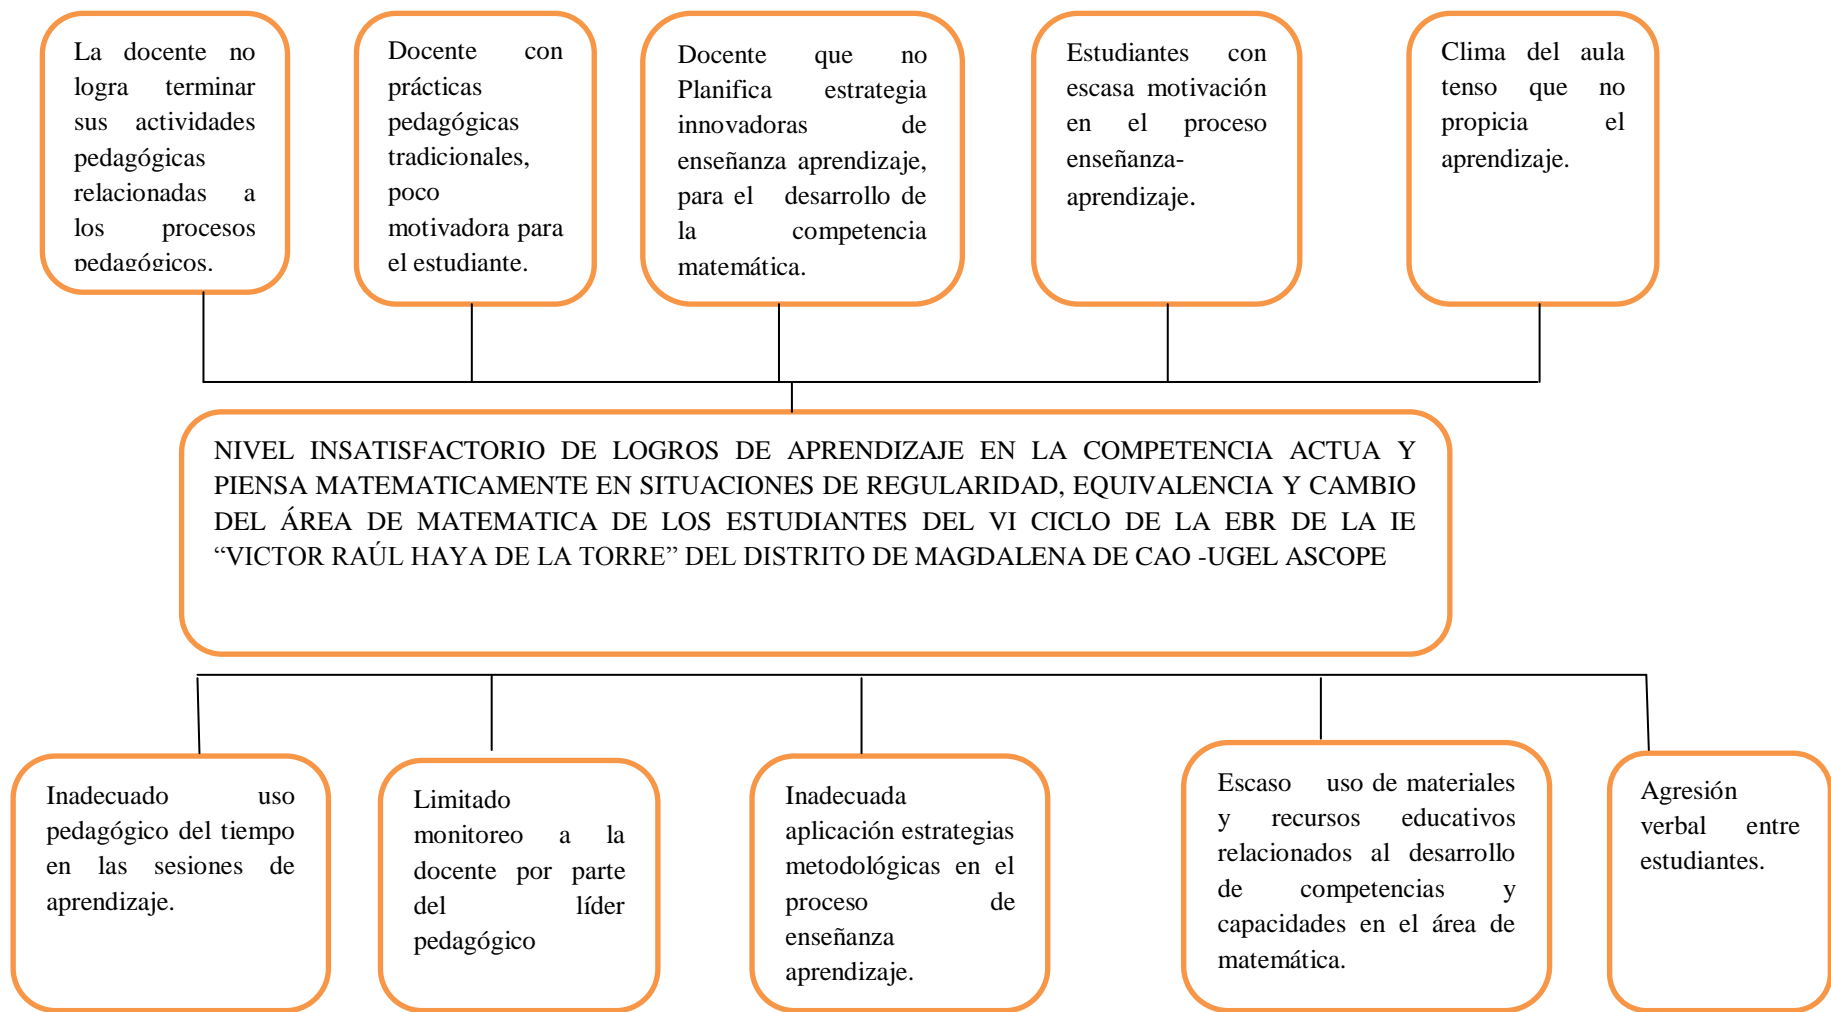 La docente no
logra terminar
sus actividades
pedagógicas
relacionadas a
los procesos
pedagógicos.
Docente con
prácticas
pedagógicas
tradicionales,
poco
motivadora para
el estudiante.
Docente que no
Planifica estrategia
innovadoras de
enseñanza aprendizaje,
para el desarrollo de
la competencia
matemática.
Estudiantes con
escasa motivación
en el proceso
enseñanza-
aprendizaje.
Clima del aula
tenso que no
propicia el
aprendizaje.
NIVEL INSATISFACTORIO DE LOGROS DE APRENDIZAJE EN LA COMPETENCIA ACTUA Y
PIENSA MATEMATICAMENTE EN SITUACIONES DE REGULARIDAD, EQUIVALENCIA Y CAMBIO
DEL ÁREA DE MATEMATICA DE LOS ESTUDIANTES DEL VI CICLO DE LA EBR DE LA IE
“VICTOR RAÚL HAYA DE LA TORRE” DEL DISTRITO DE MAGDALENA DE CAO -UGEL ASCOPE
Inadecuado uso
pedagógico del tiempo
en las sesiones de
aprendizaje.
Limitado
monitoreo a la
docente por parte
del líder
pedagógico
Inadecuada
aplicación estrategias
metodológicas en el
proceso de
enseñanza
aprendizaje.
Escaso uso de materiales
y recursos educativos
relacionados al desarrollo
de competencias y
capacidades en el área de
matemática.
Agresión
verbal entre
estudiantes.